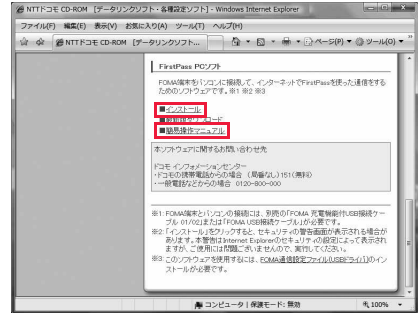 NTTドコモ CD-ROM [データリンクソフト・各種設定ソフト] - Windows Internet Explorer
ファイル(F) 編集(E) 表示(V) お気に入り(A) ツール(T) ヘルプ(H)
NTTドコモ CD-ROM [データリンクソフ... ページ(P) ツール(O)
FirstPass PCソフト
FOMA端末をパソコンに接続して、インターネットでFirstPassを使った通信をする
ためのソフトウェアです。※1 ※2 ※3
■インストール
■簡易操作マニュアル
本ソフトウェアに関するお問い合わせ先
ドコモ インフォメーションセンター
・ドコモの携帯電話からの場合 (局番なし)151(無料)
・一般電話などからの場合 0120-800-000
※1:FOMA端末とパソコンの接続には、別売の「FOMA 充電機能付USB接続ケー
ブル 01/02」または「FOMA USB接続ケーブル」が必要です。
※2:「インストール」をクリックすると、セキュリティの警告画面が表示される場合が
あります。本警告はInternet Explorerのセキュリティの設定によって表示され
ますが、ご使用には問題ございませんので、実行してください。
※3:このソフトウェアを使用するには、FOMA通信設定ファイル(USBドライバ)のイン
ストールが必要です。
コンピュータ | 保護モード: 無効 100%